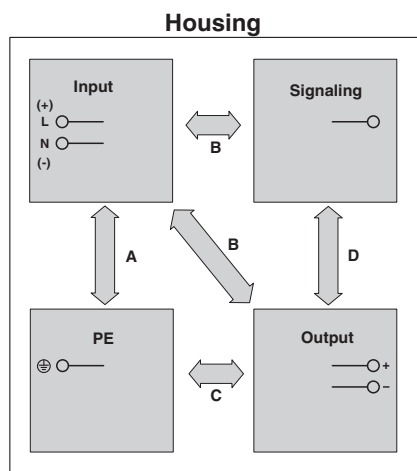 Housing
Input
(+)
L
N
(-)
Signaling
B
A
B
D
PE
Output
+
–
C